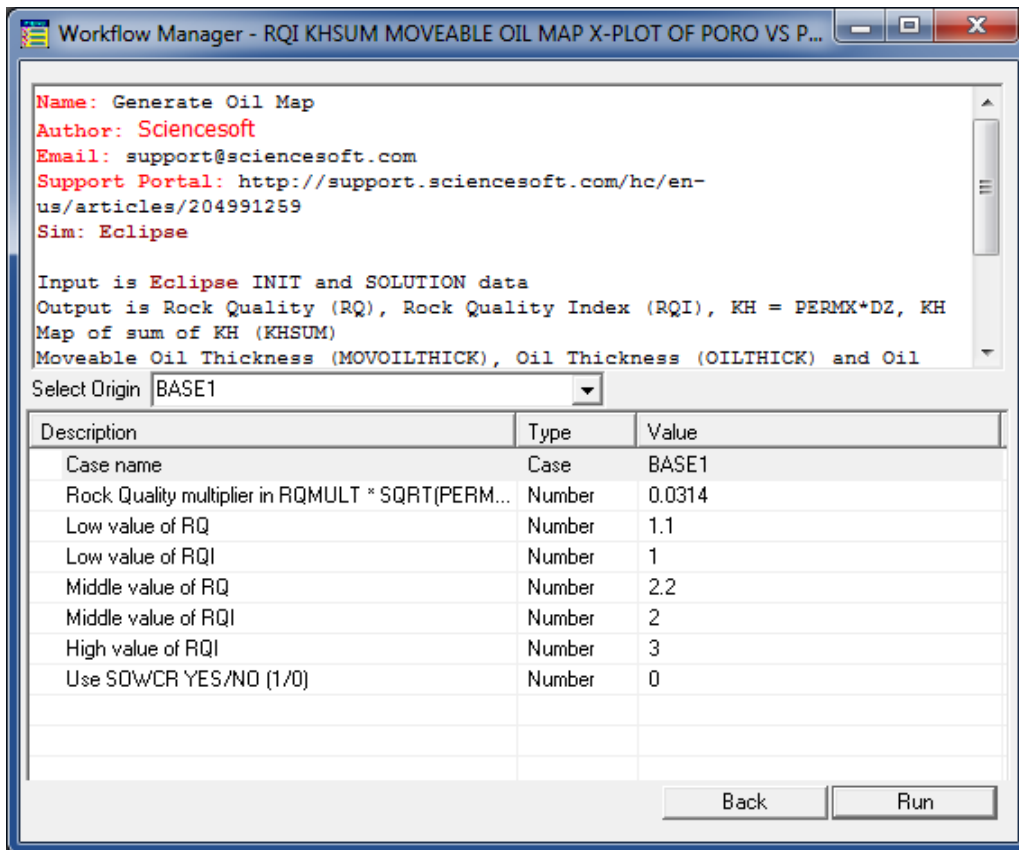 Workflow Manager - RQI KHSUM MOVEABLE OIL MAP X-PLOT OF PORO VS P...
Name: Generate Oil Map
Author: Sciencesoft
Email: support@sciencesoft.com
Support Portal: http://support.sciencesoft.com/hc/en-
us/articles/204991259
Sim: Eclipse
Input is Eclipse INIT and SOLUTION data
Output is Rock Quality (RQ), Rock Quality Index (RQI), KH = PERMX*DZ, KH
Map of sum of KH (KHSUM)
Moveable Oil Thickness (MOVOILTHICK), Oil Thickness (OILTHICK) and Oil
Select Origin BASE1
Description Type Value
Case name Case BASE1
Rock Quality multiplier in RQMULT * SQRT(PERM... Number 0.0314
Low value of RQ Number 1.1
Low value of RQI Number 1
Middle value of RQ Number 2.2
Middle value of RQI Number 2
High value of RQI Number 3
Use SOWCR YES/NO (1/0) Number 0
Back Run